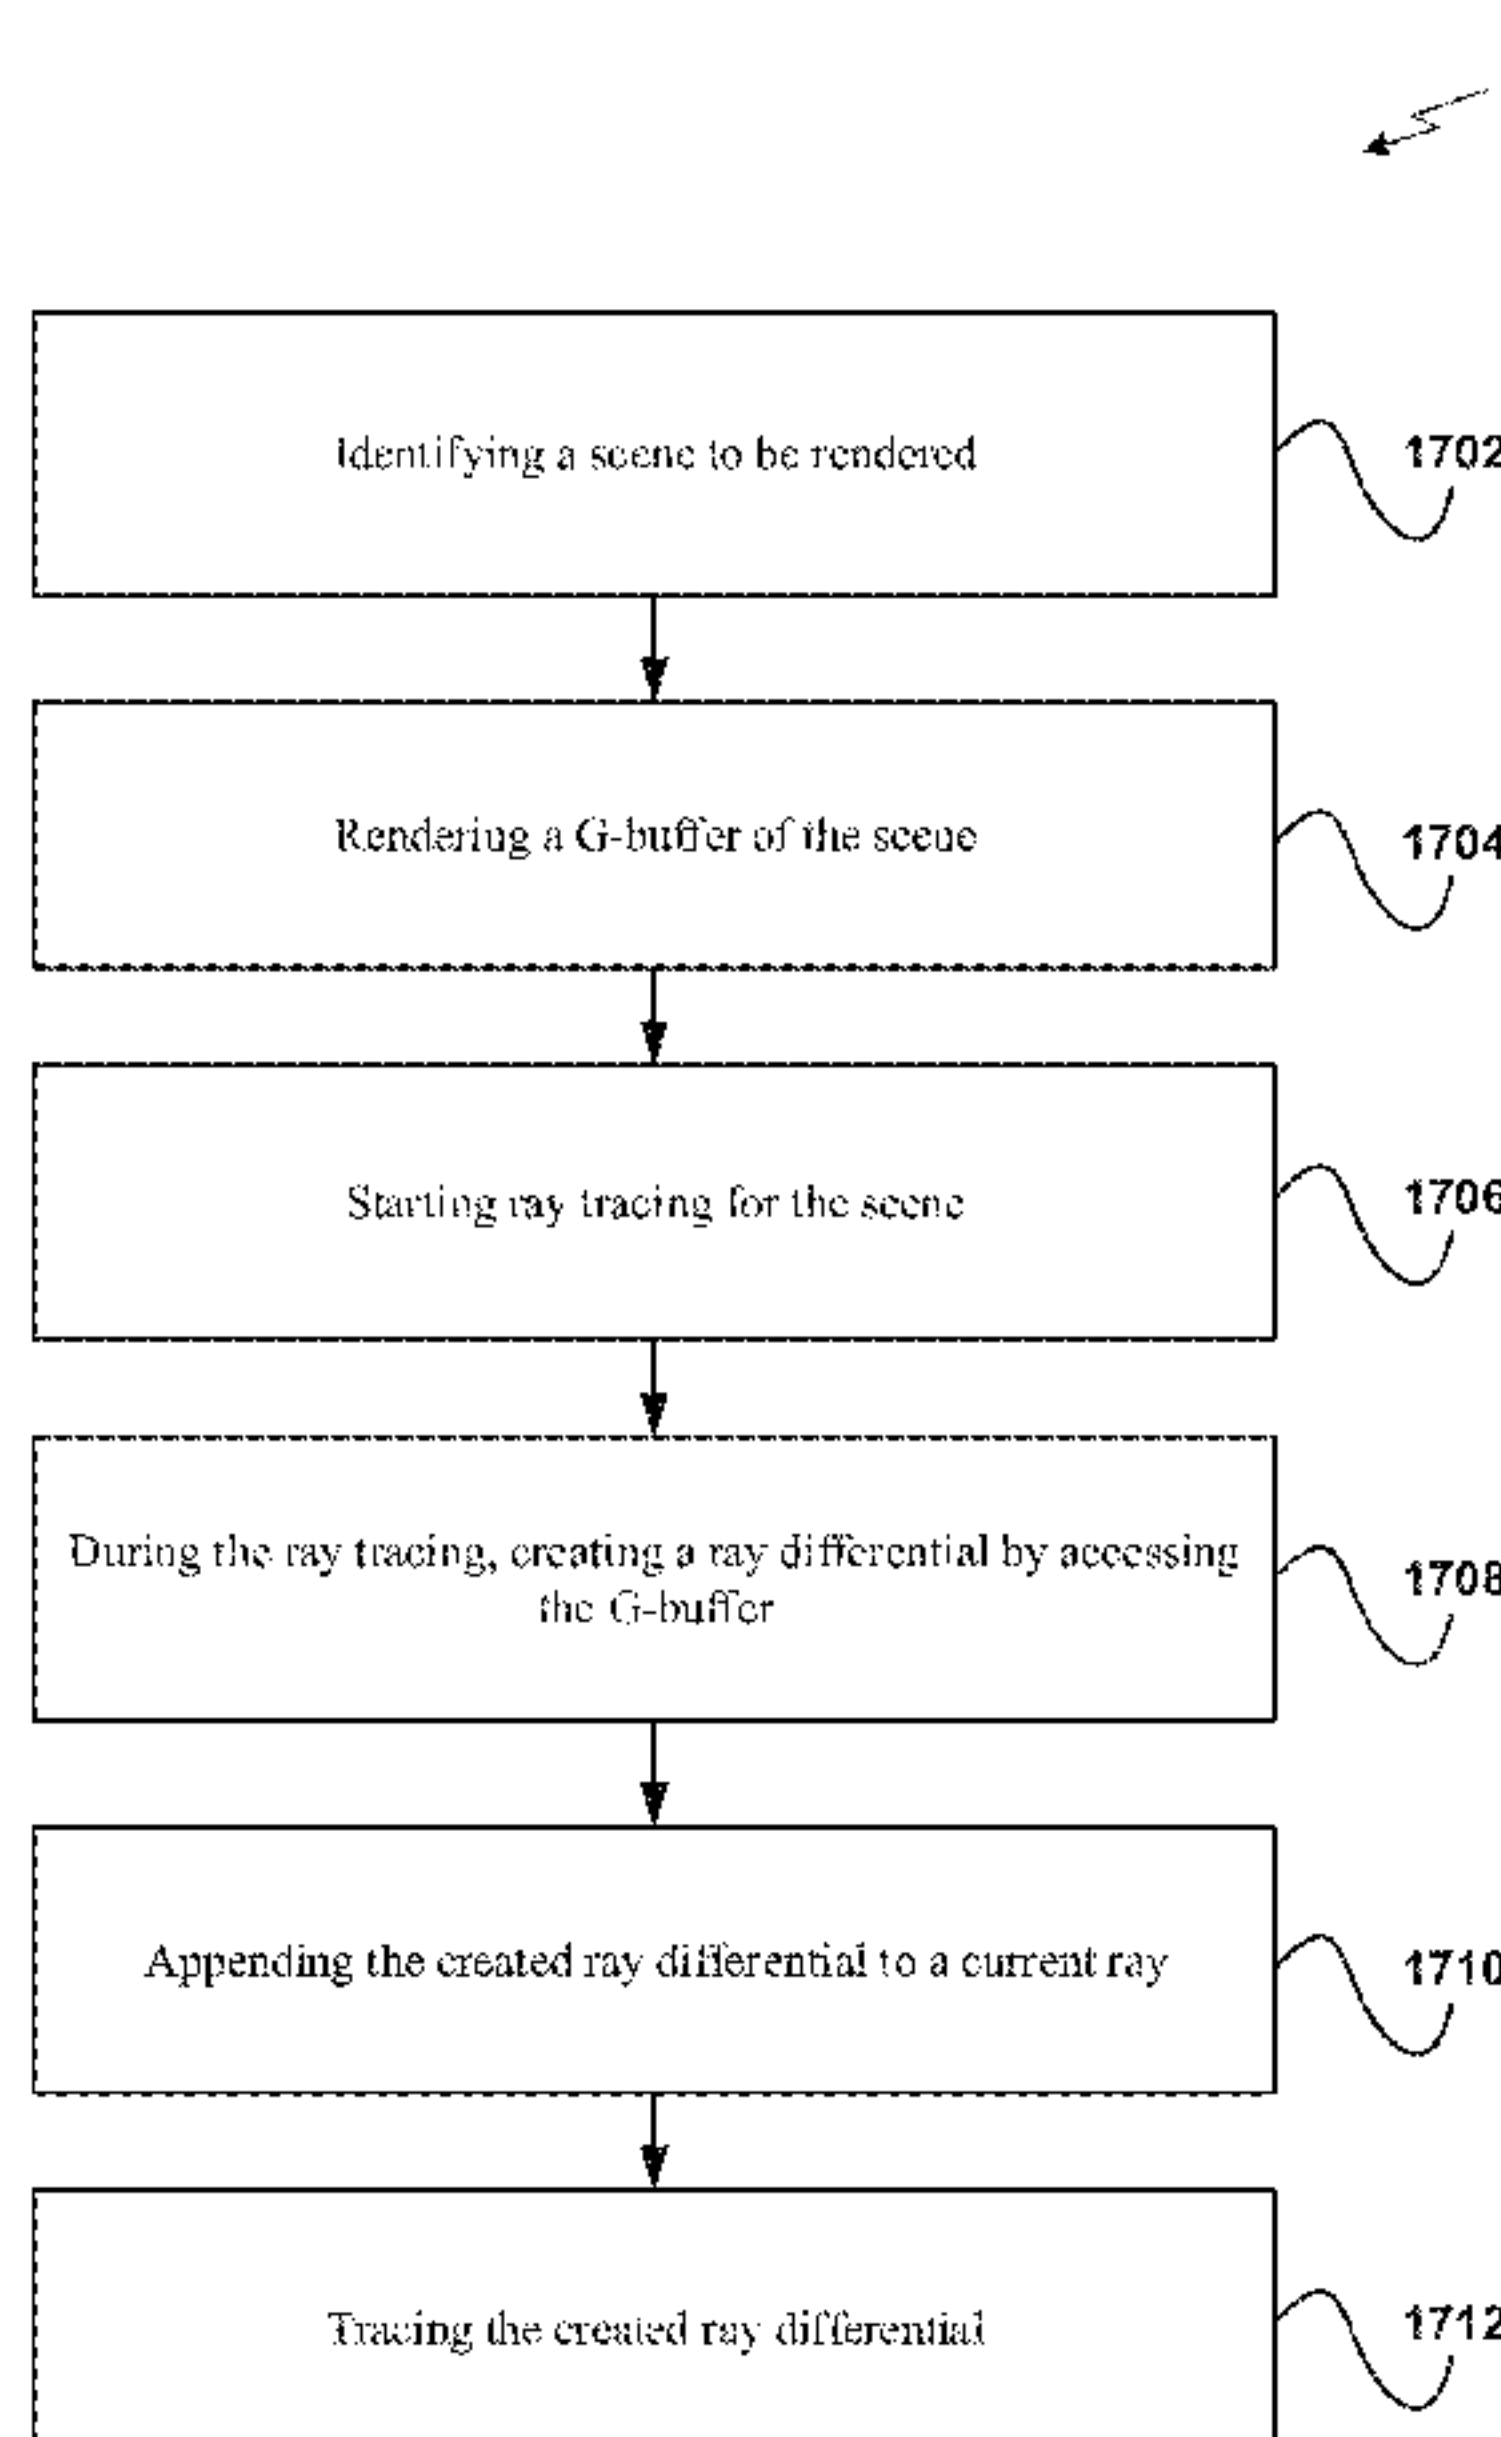 Identifying a scene to be rendered
1702
Rendering a G-buffer of the scene
1704
Starting ray tracing for the scene
1706
During the ray tracing, creating a ray differential by accessing
the G-buffer
1708
Appending the created ray differential to a current ray
1710
Tracing the created ray differential
1712